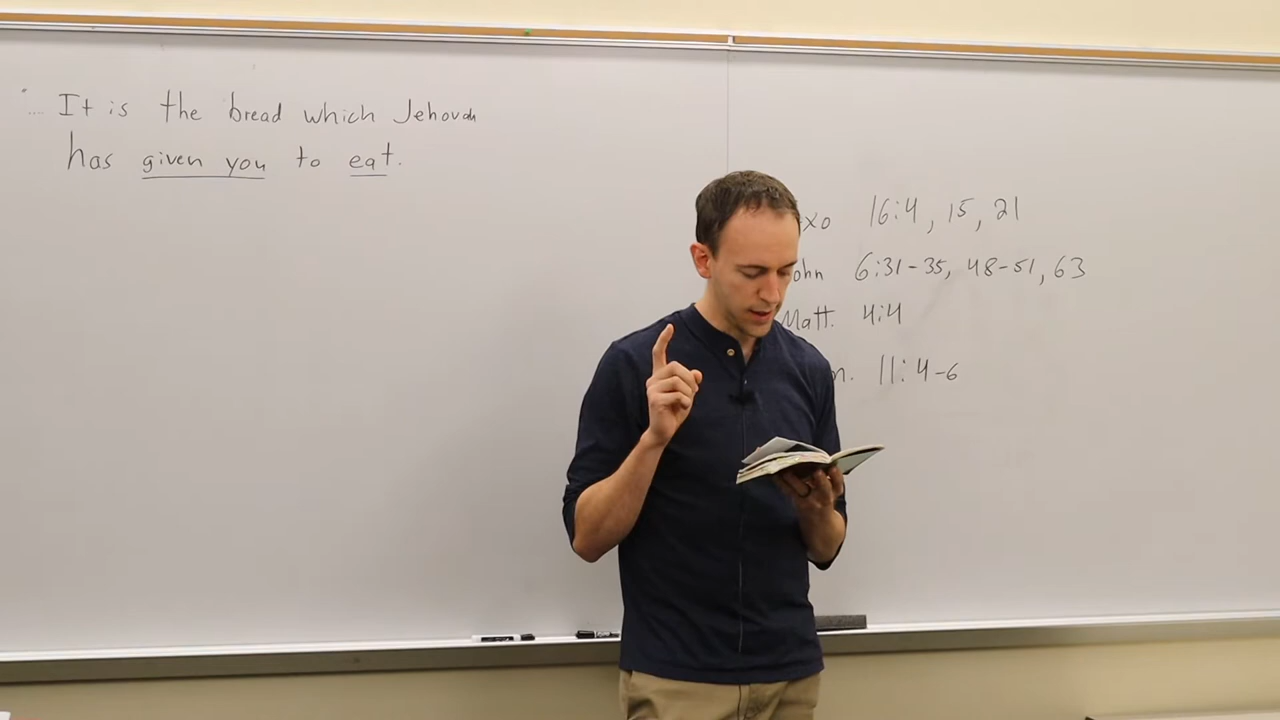 .... It is the bread which Jehovah
has given you to eat.
xo 16:4, 15, 21
ohn 6:31-35, 48-51, 63
Matt. 4:4
m. 11:4-6